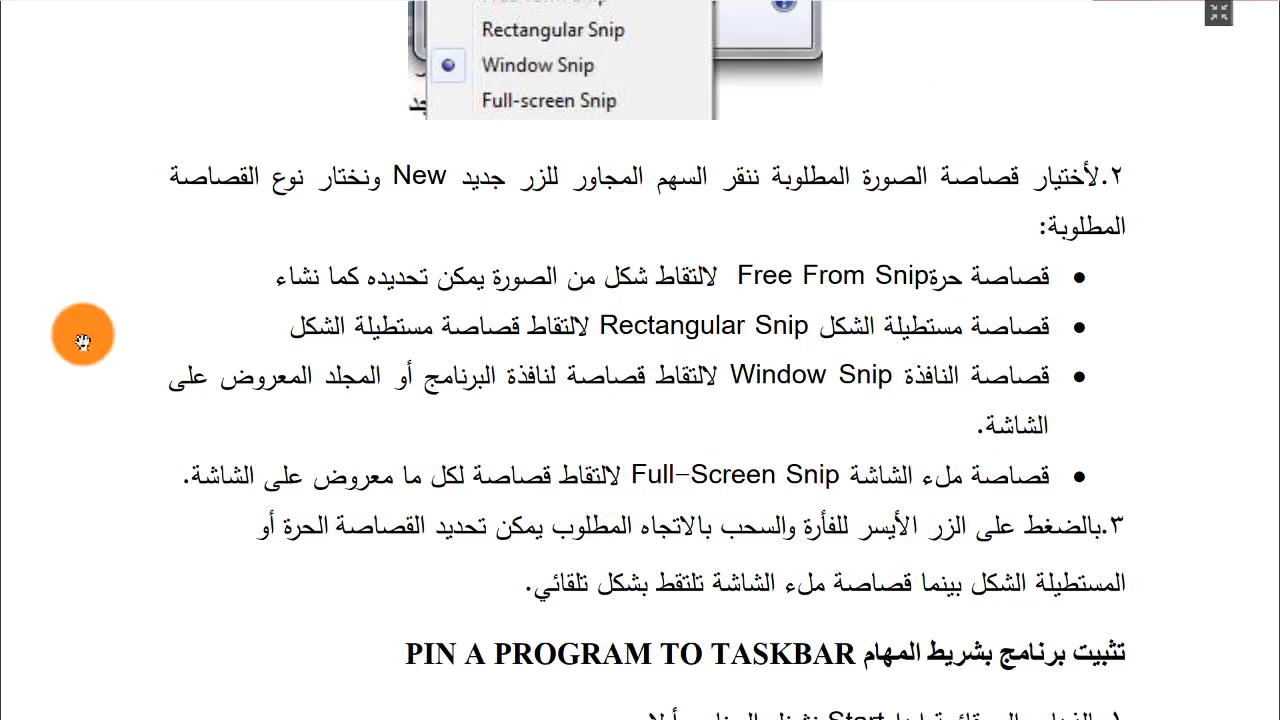 Rectangular Snip
Window Snip
Full-screen Snip
٢.لأختيار قصاصة الصورة المطلوبة ننقر السهم المجاور للزر جديد New ونختار نوع القصاصة
المطلوبة:
● قصاصة حرةFree From Snip لالتقاط شكل من الصورة يمكن تحديده كما نشاء
● قصاصة مستطيلة الشكل Rectangular Snip لالتقاط قصاصة مستطيلة الشكل
● قصاصة النافذة Window Snip لالتقاط قصاصة لنافذة البرنامج أو المجلد المعروض على
الشاشة.
● قصاصة ملء الشاشة Full-Screen Snip لالتقاط قصاصة لكل ما معروض على الشاشة.
٣.بالضغط على الزر الأيسر للفأرة والسحب بالاتجاه المطلوب يمكن تحديد القصاصة الحرة أو
المستطيلة الشكل بينما قصاصة ملء الشاشة تلتقط بشكل تلقائي.
تثبيت برنامج بشريط المهام PIN A PROGRAM TO TASKBAR